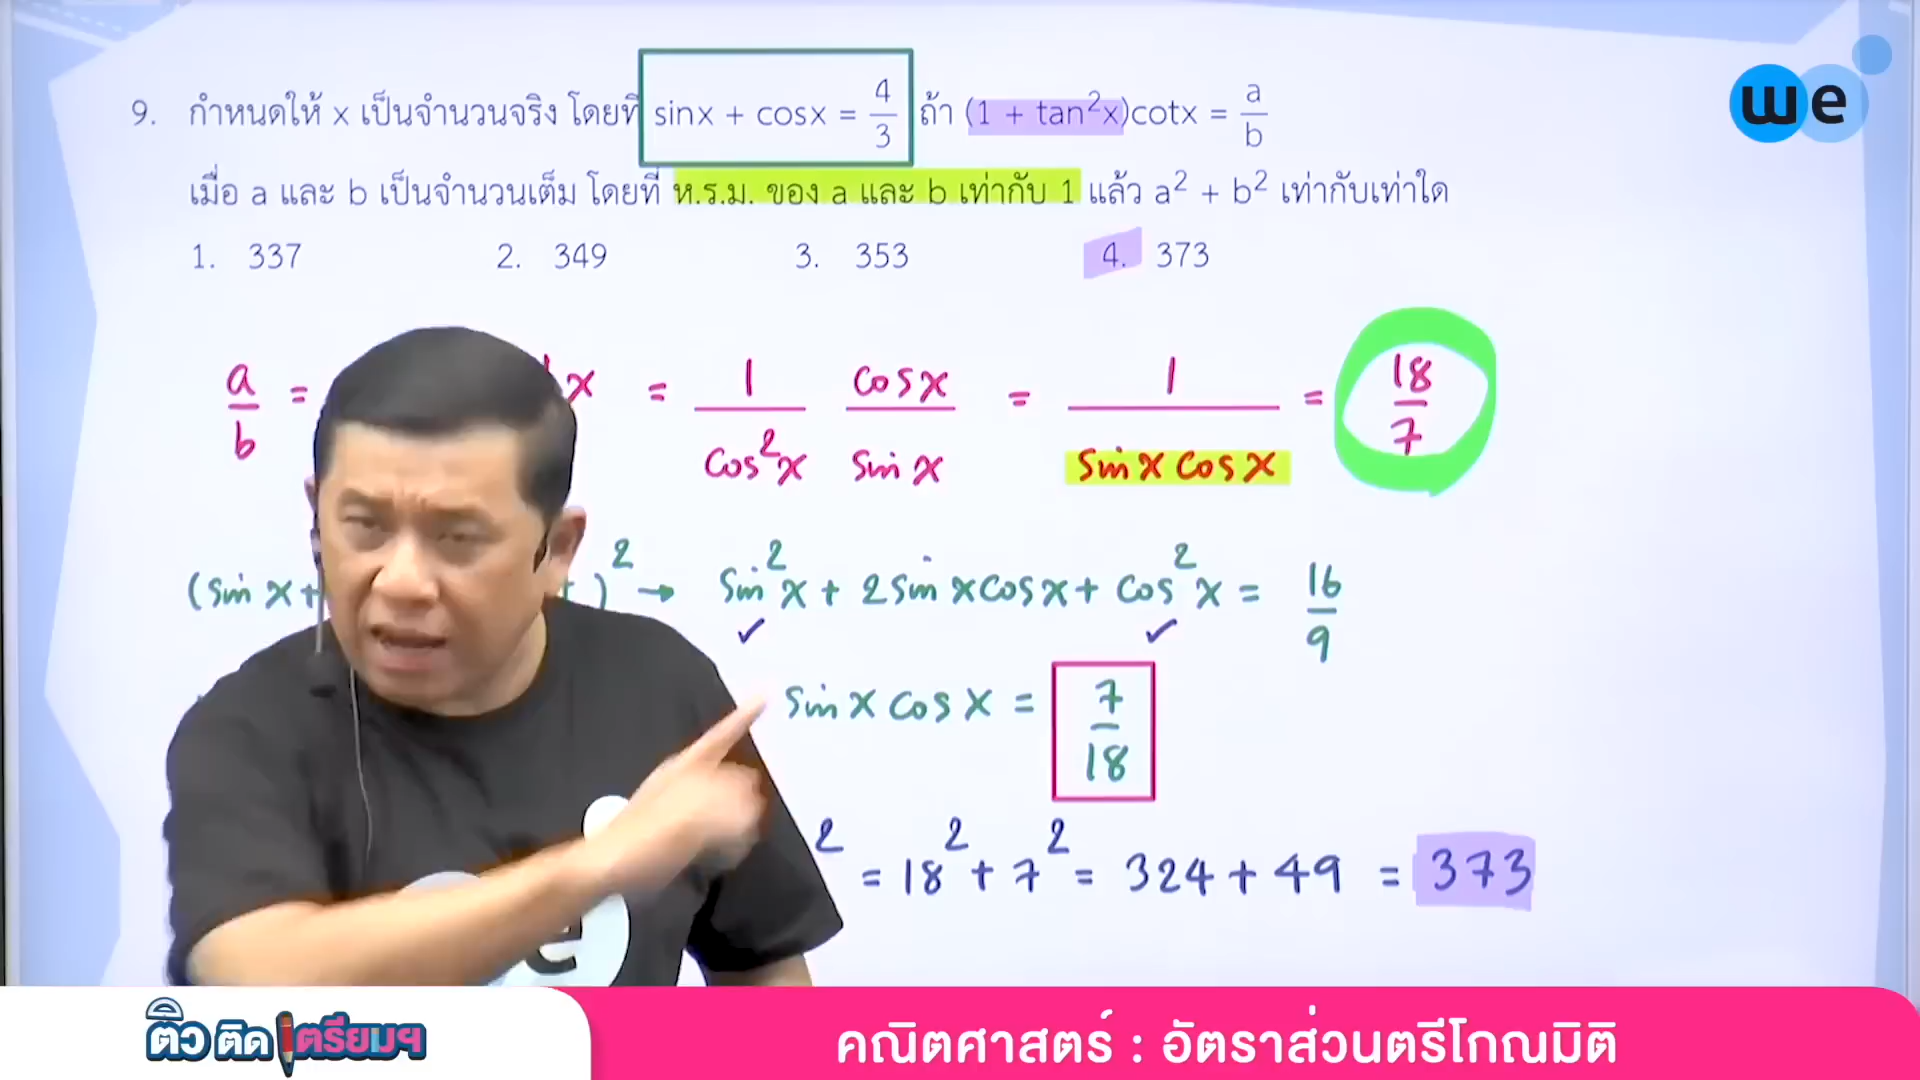 we
9. กำหนดให้ x เป็นจำนวนจริง โดยที่ sinx + cosx = 4/3 ถ้า (1 + tan²x)cotx = a/b
เมื่อ a และ b เป็นจำนวนเต็ม โดยที่ ห.ร.ม. ของ a และ b เท่ากับ 1 แล้ว a² + b² เท่ากับเท่าใด
1. 337 2. 349 3. 353 4. 373
a/b = x = 1/cos²x cosx/sinx = 1/sinx cosx = 18/7
(sinx+ )² → sin²x + 2sinxcosx + cos²x = 16/9
sinx cosx = 7/18
² = 18² + 7² = 324 + 49 = 373
ติว ติด เตรียมฯ
คณิตศาสตร์ : อัตราส่วนตรีโกณมิติ